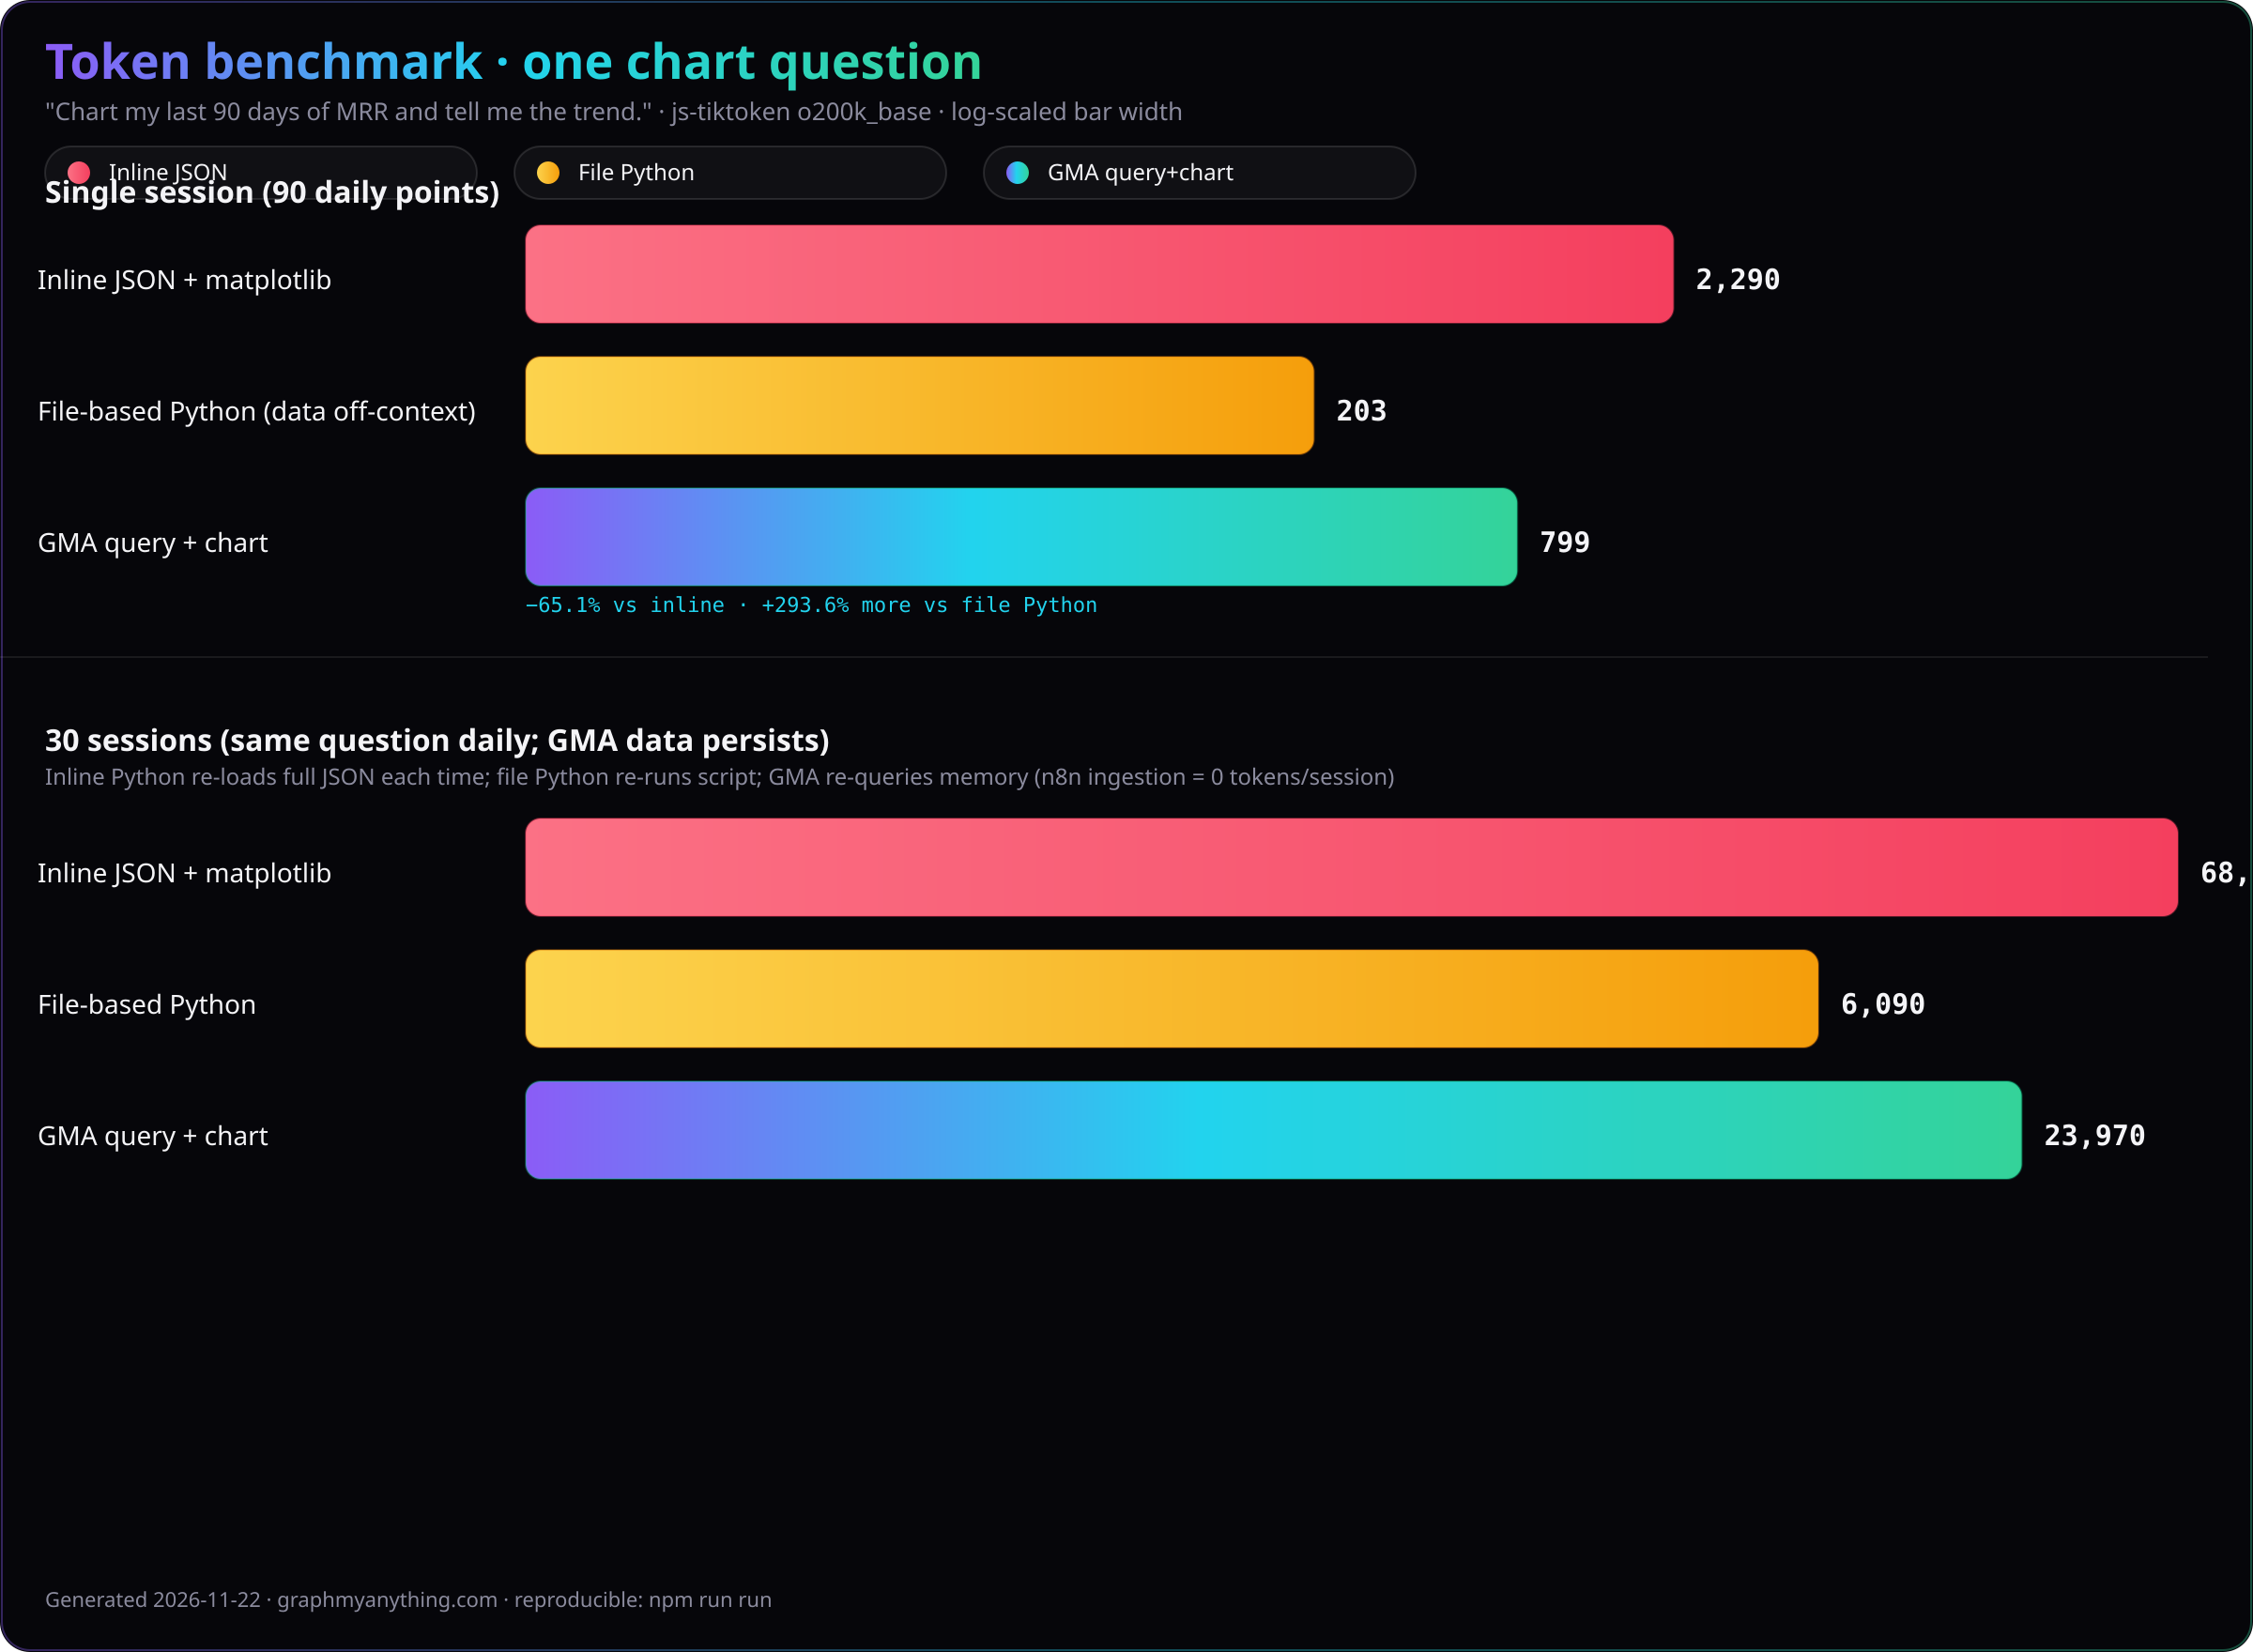 Token benchmark · one chart question
"Chart my last 90 days of MRR and tell me the trend." · js-tiktoken o200k_base · log-scaled bar width
Inline JSON
File Python
GMA query+chart
Single session (90 daily points)
Inline JSON + matplotlib
2,290
File-based Python (data off-context)
203
GMA query + chart
799
−65.1% vs inline · +293.6% more vs file Python
30 sessions (same question daily; GMA data persists)
Inline Python re-loads full JSON each time; file Python re-runs script; GMA re-queries memory (n8n ingestion = 0 tokens/session)
Inline JSON + matplotlib
68,
File-based Python
6,090
GMA query + chart
23,970
Generated 2026-11-22 · graphmyanything.com · reproducible: npm run run